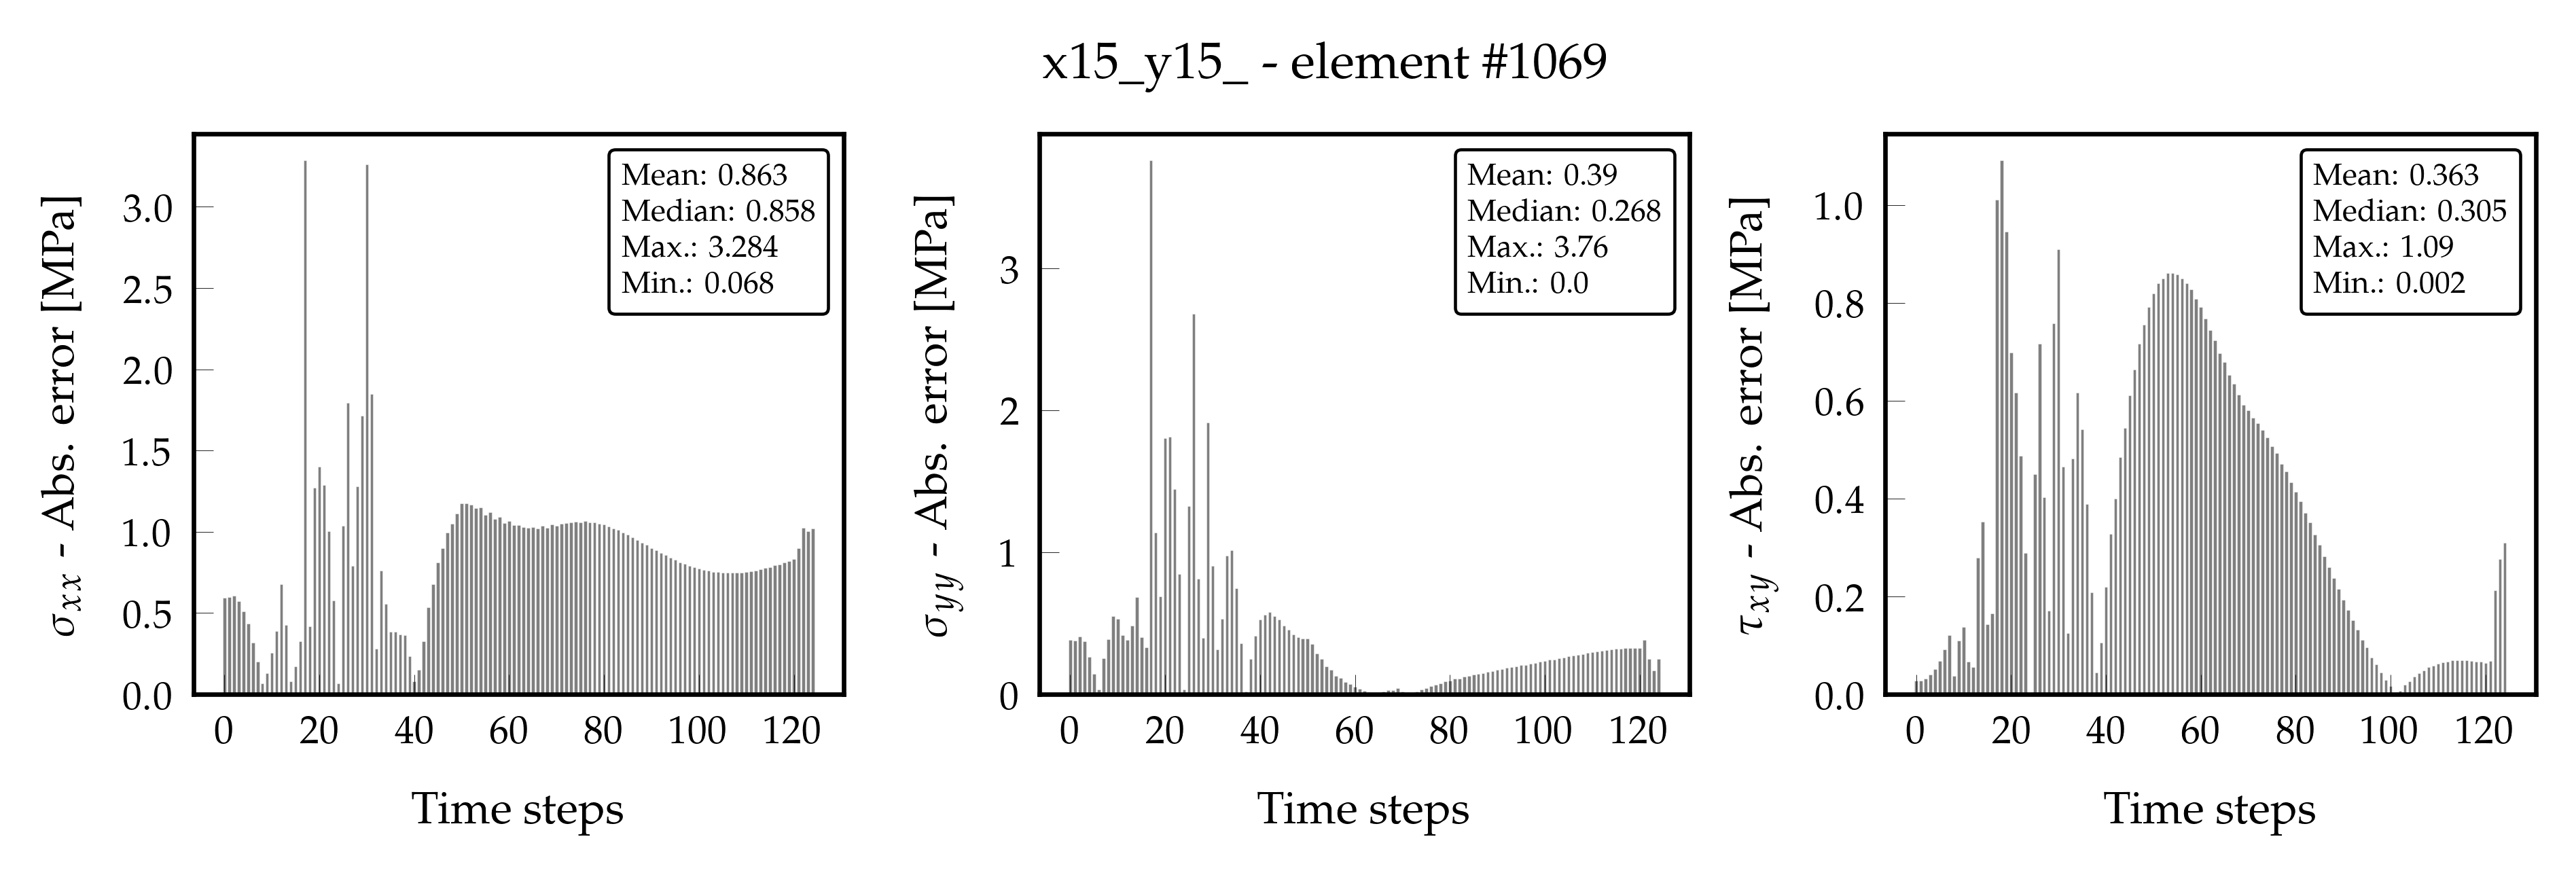 x15_y15_ - element #1069
σxx - Abs. error [MPa]
3.0
2.5
2.0
1.5
1.0
0.5
0.0
0 20 40 60 80 100 120
Time steps
Mean: 0.863
Median: 0.858
Max.: 3.284
Min.: 0.068
σyy - Abs. error [MPa]
3
2
1
0
0 20 40 60 80 100 120
Time steps
Mean: 0.39
Median: 0.268
Max.: 3.76
Min.: 0.0
τxy - Abs. error [MPa]
1.0
0.8
0.6
0.4
0.2
0.0
0 20 40 60 80 100 120
Time steps
Mean: 0.363
Median: 0.305
Max.: 1.09
Min.: 0.002